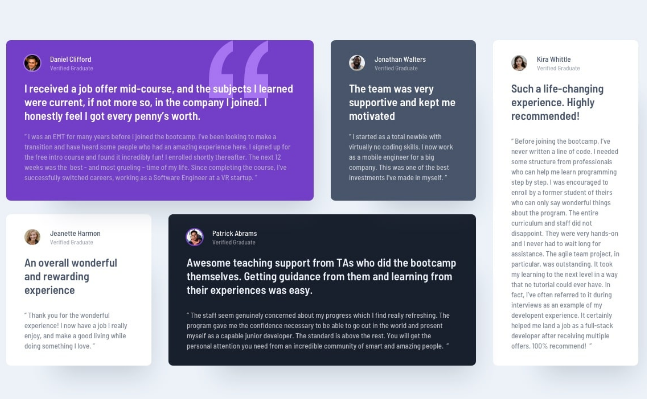 Daniel Clifford
Verified Graduate
I received a job offer mid-course, and the subjects I learned
were current, if not more so, in the company I joined. I
honestly feel I got every penny’s worth.
“ I was an EMT for many years before I joined the bootcamp. I’ve been looking to make a
transition and have heard some people who had an amazing experience here. I signed up for
the free intro course and found it incredibly fun! I enrolled shortly thereafter. The next 12
weeks was the best - and most grueling - time of my life. Since completing the course, I’ve
successfully switched careers, working as a Software Engineer at a VR startup. ”
Jonathan Walters
Verified Graduate
The team was very
supportive and kept me
motivated
“ I started as a total newbie with
virtually no coding skills. I now work
as a mobile engineer for a big
company. This was one of the best
investments I’ve made in myself. ”
Kira Whittle
Verified Graduate
Such a life-changing
experience. Highly
recommended!
“ Before joining the bootcamp, I’ve
never written a line of code. I needed
some structure from professionals
who can help me learn programming
step by step. I was encouraged to
enroll by a former student of theirs
who can only say wonderful things
about the program. The entire
curriculum and staff did not
disappoint. They were very hands-on
and I never had to wait long for
assistance. The agile team project, in
particular, was outstanding. It took
my learning to the next level in a way
that no tutorial could ever have. In
fact, I’ve often referred to it during
interviews as an example of my
developent experience. It certainly
helped me land a job as a full-stack
developer after receiving multiple
offers. 100% recommend! ”
Jeanette Harmon
Verified Graduate
An overall wonderful
and rewarding
experience
“ Thank you for the wonderful
experience! I now have a job I really
enjoy, and make a good living while
doing something I love. ”
Patrick Abrams
Verified Graduate
Awesome teaching support from TAs who did the bootcamp
themselves. Getting guidance from them and learning from
their experiences was easy.
“ The staff seem genuinely concerned about my progress which I find really refreshing. The
program gave me the confidence necessary to be able to go out in the world and present
myself as a capable junior developer. The standard is above the rest. You will get the
personal attention you need from an incredible community of smart and amazing people. ”